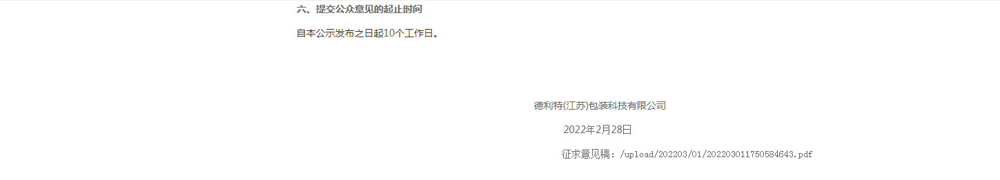 六、提交公众意见的起止时间
自本公示发布之日起10个工作日。
德利特(江苏)包装科技有限公司
2022年2月28日
征求意见稿：/upload/202203/01/202203011750584643.pdf